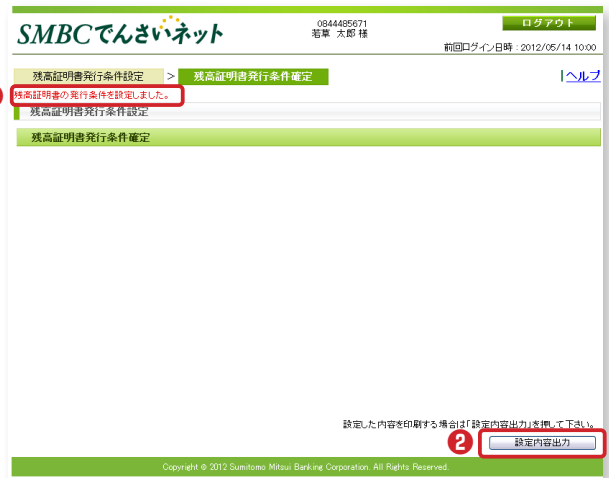 SMBCでんさいネット
0844485671
若草 太郎 様
ログアウト
前回ログイン日時：2012/05/14 10:00
残高証明書発行条件設定 > 残高証明書発行条件確定
|ヘルプ
残高証明書の発行条件を設定しました。
残高証明書発行条件設定
残高証明書発行条件確定
設定した内容を印刷する場合は「設定内容出力」を押して下さい。
2 設定内容出力
Copyright © 2012 Sumitomo Mitsui Banking Corporation. All Rights Reserved.